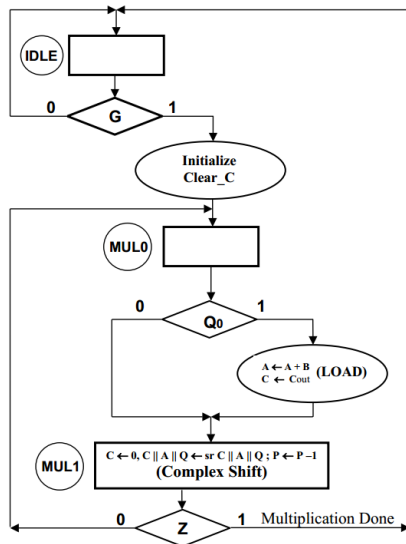 IDLE
G
0
1
Initialize
Clear_C
MUL0
0
1
Q0
A ← A + B
C ← Cout (LOAD)
MUL1
C ← 0, C || A || Q ← sr C || A || Q ; P ← P –1
(Complex Shift)
0
Z
1
Multiplication Done